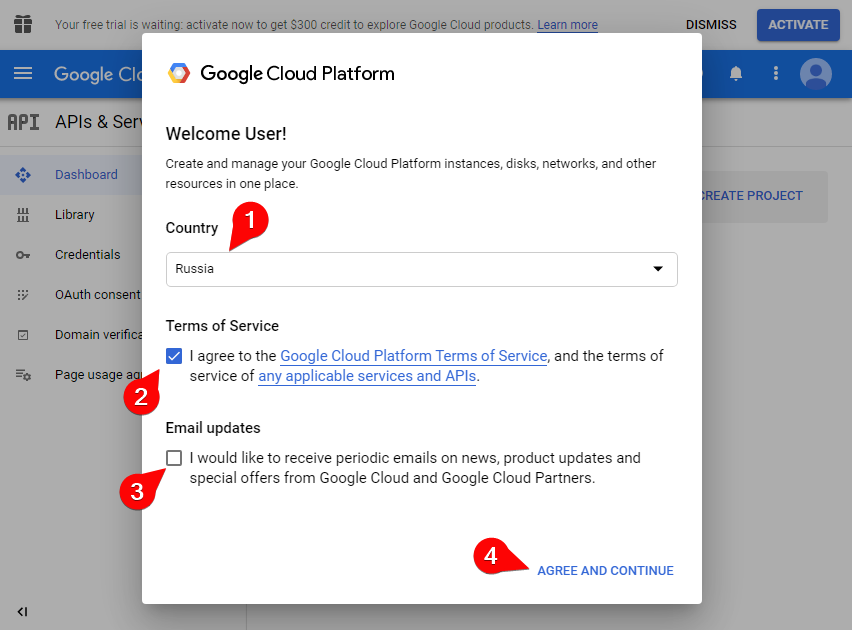 Your free trial is waiting: activate now to get $300 credit to explore Google Cloud products. Learn more
DISMISS
ACTIVATE
Google Clo
API
APIs & Serv
Dashboard
Library
Credentials
OAuth consent
Domain verifica
Page usage ag
CREATE PROJECT
Google Cloud Platform
Welcome User!
Create and manage your Google Cloud Platform instances, disks, networks, and other
resources in one place.
Country
1
Russia
Terms of Service
I agree to the Google Cloud Platform Terms of Service, and the terms of
service of any applicable services and APIs.
2
Email updates
I would like to receive periodic emails on news, product updates and
special offers from Google Cloud and Google Cloud Partners.
3
4
AGREE AND CONTINUE